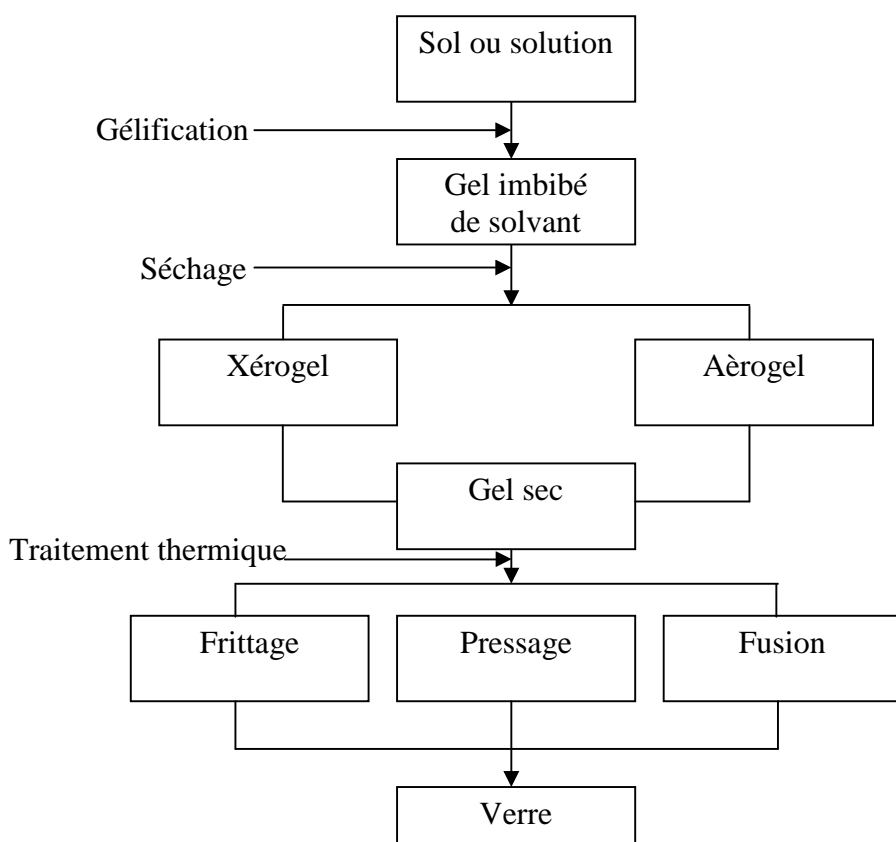 Sol ou solution
Gélification
Gel imbibé
de solvant
Séchage
Xérogel
Aèrogel
Gel sec
Traitement thermique
Frittage
Pressage
Fusion
Verre